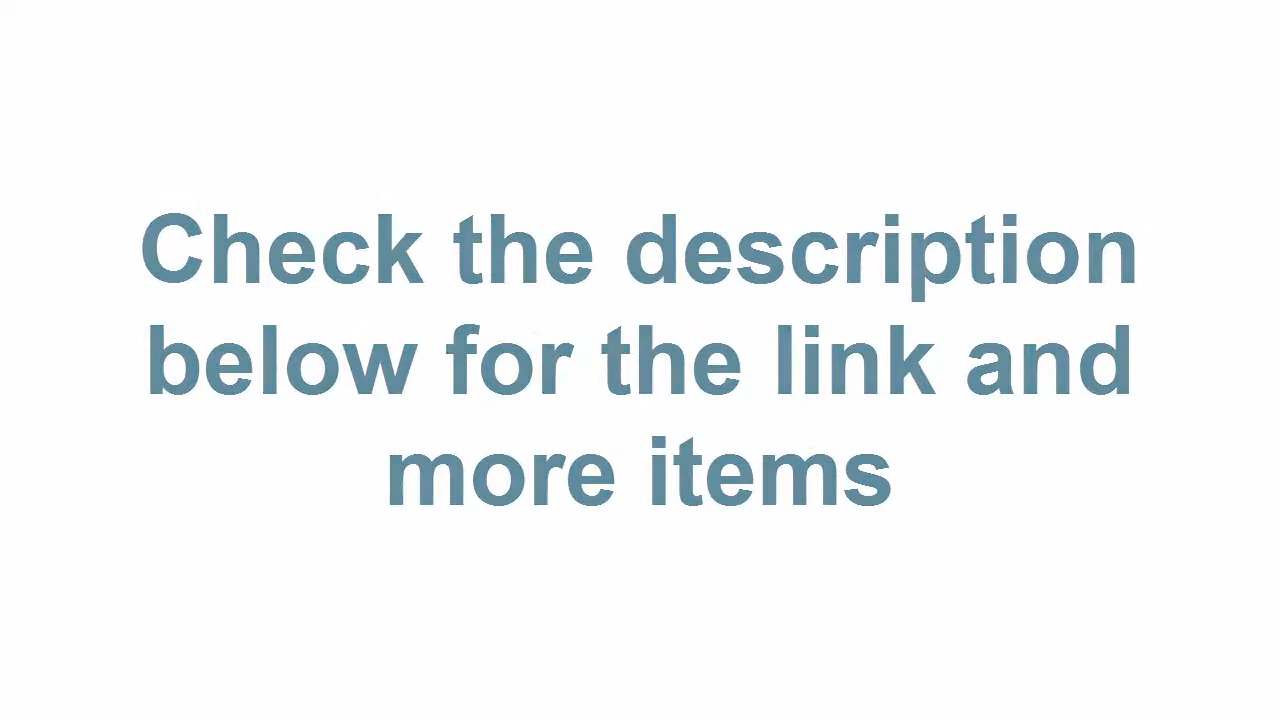 Check the description
below for the link and
more items